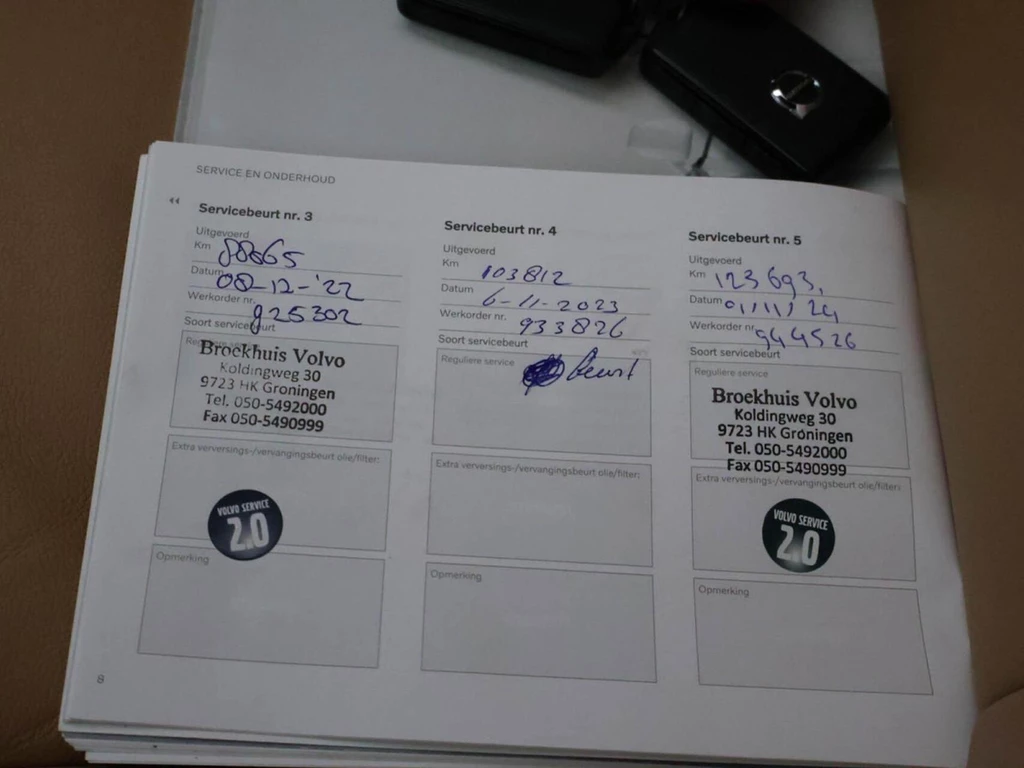 SERVICE EN ONDERHOUD
Servicebeurt nr. 3
Uitgevoerd
Km 88665
Datum 08-12-'22
Werkorder nr. 925302
Soort servicebeurt
Reguliere service
Broekhuis Volvo
Koldingweg 30
9723 HK Groningen
Tel. 050-5492000
Fax 050-5490999
Extra verversings-/vervangingsbeurt olie/filter:
VOLVO SERVICE
2.0
Opmerking
Servicebeurt nr. 4
Uitgevoerd
Km 103812
Datum 6-11-2023
Werkorder nr. 933826
Soort servicebeurt
Reguliere service
Beurt
Extra verversings-/vervangingsbeurt olie/filter:
Opmerking
Servicebeurt nr. 5
Uitgevoerd
Km 123693,
Datum
Werkorder nr. 944526
Soort servicebeurt
Reguliere service
Broekhuis Volvo
Koldingweg 30
9723 HK Groningen
Tel. 050-5492000
Fax 050-5490999
Extra verversings-/vervangingsbeurt olie/filter:
VOLVO SERVICE
2.0
Opmerking
8